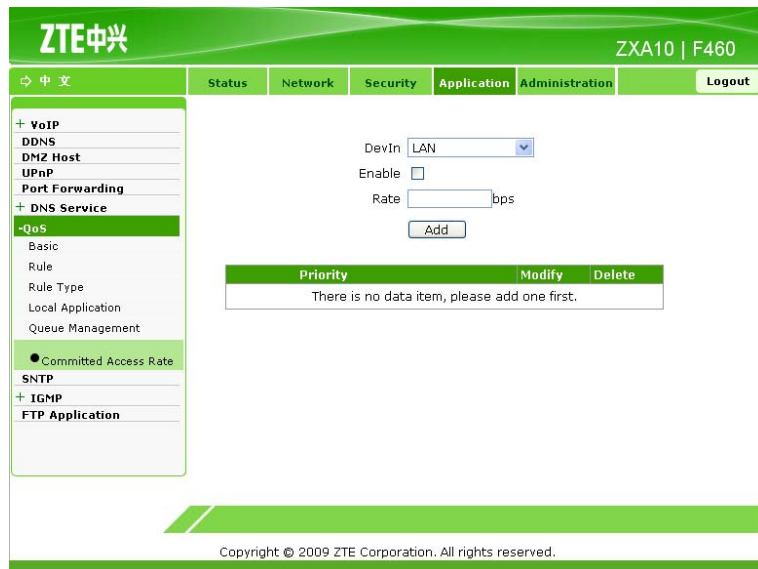 ZTE中兴
ZXA10 | F460
中文
Status Network Security Application Administration Logout
+ VoIP
DDNS
DMZ Host
UPnP
Port Forwarding
+ DNS Service
-QoS
Basic
Rule
Rule Type
Local Application
Queue Management
Committed Access Rate
SNTP
+ IGMP
FTP Application
DevIn LAN
Enable
Rate bps
Add
Priority Modify Delete
There is no data item, please add one first.
Copyright © 2009 ZTE Corporation. All rights reserved.